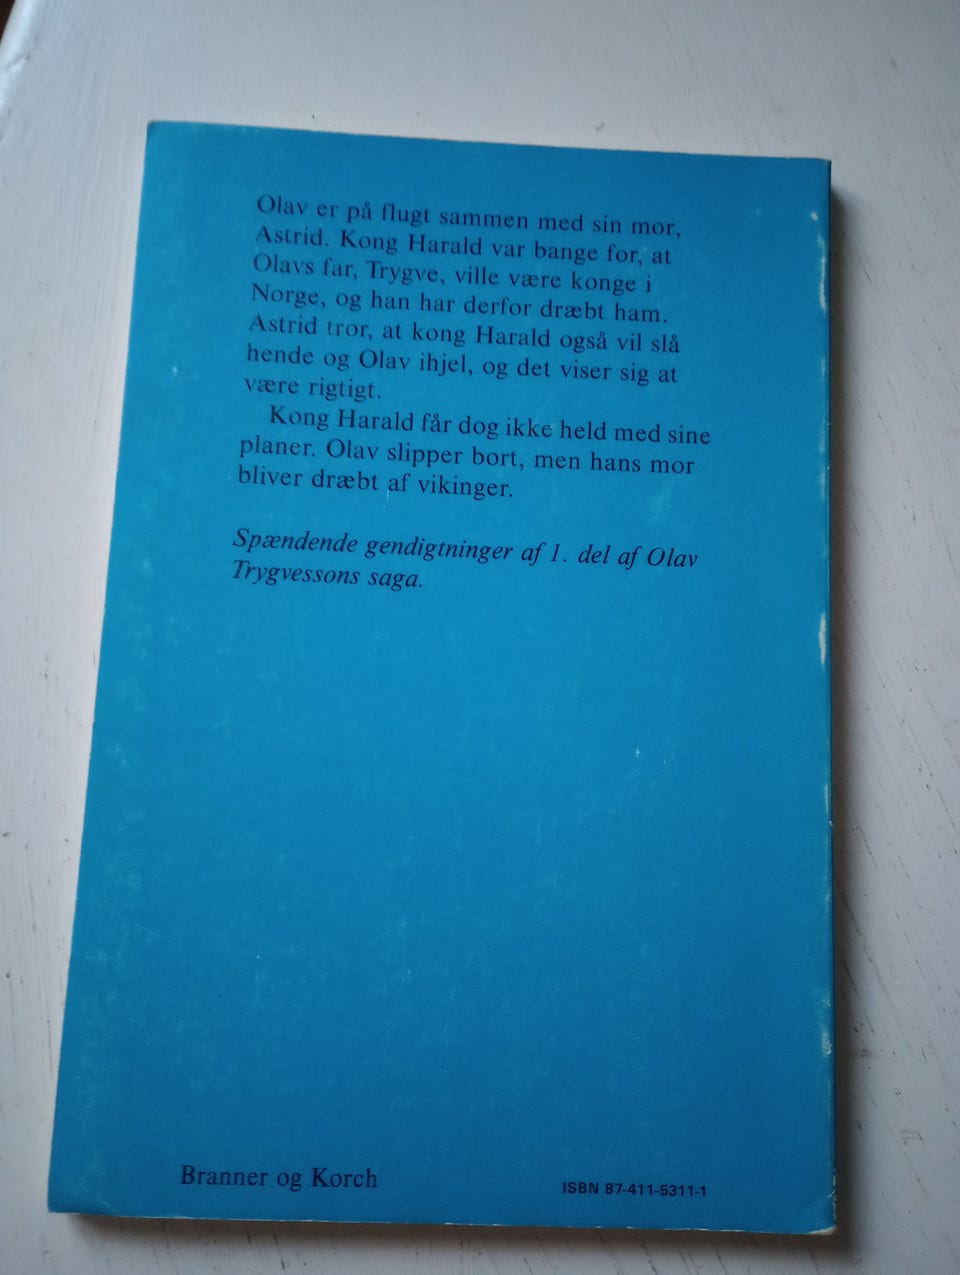 Olav er på flugt sammen med sin mor,
Astrid. Kong Harald var bange for, at
Olavs far, Trygve, ville være konge i
Norge, og han har derfor dræbt ham.
Astrid tror, at kong Harald også vil slå
hende og Olav ihjel, og det viser sig at
være rigtigt.
Kong Harald får dog ikke held med sine
planer. Olav slipper bort, men hans mor
bliver dræbt af vikinger.
Spændende gendigtninger af 1. del af Olav
Trygvessons saga.
Branner og Korch
ISBN 87-411-5311-1